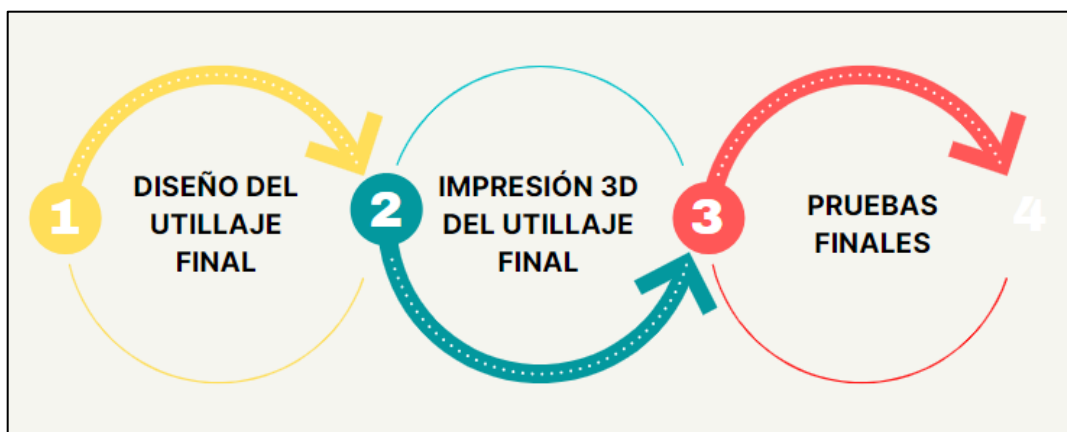 1
DISEÑO DEL
UTILLAJE
FINAL
2
IMPRESIÓN 3D
DEL UTILLAJE
FINAL
3
PRUEBAS
FINALES
4